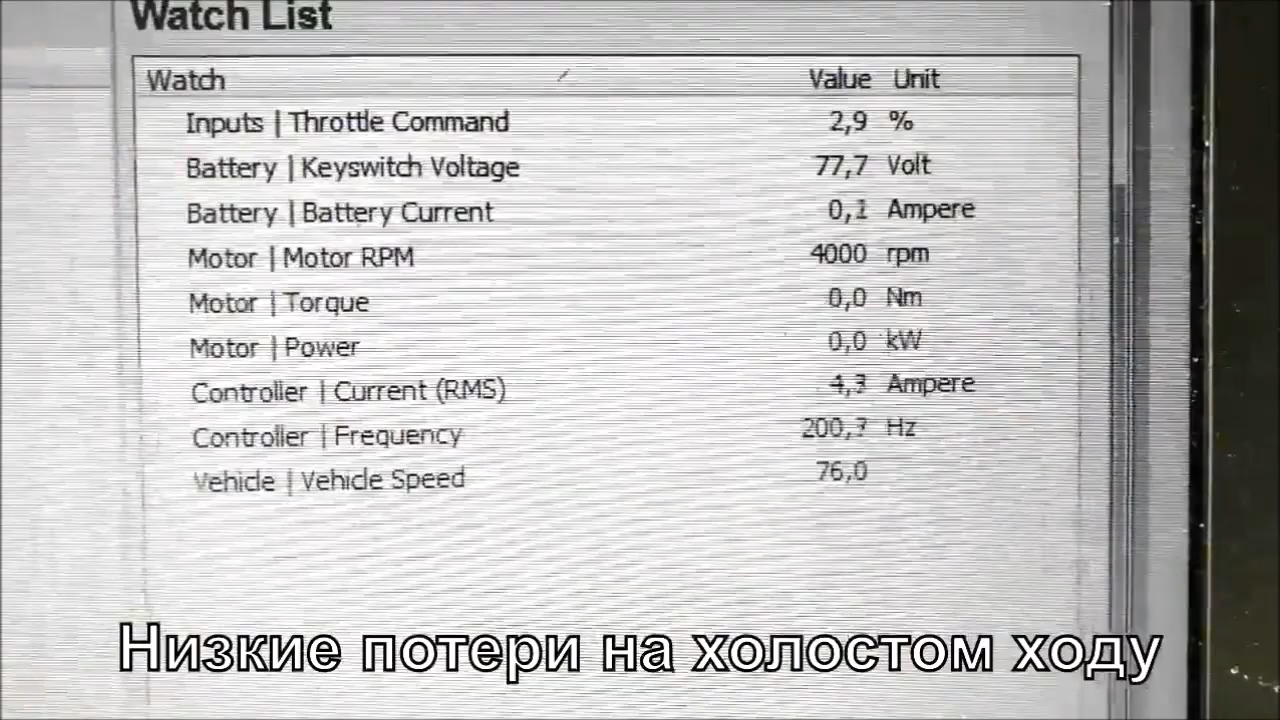 Watch List
Watch Value Unit
Inputs | Throttle Command 2,9 %
Battery | Keyswitch Voltage 77,7 Volt
Battery | Battery Current 0,1 Ampere
Motor | Motor RPM 4000 rpm
Motor | Torque 0,0 Nm
Motor | Power 0,0 kW
Controller | Current (RMS) 4,3 Ampere
Controller | Frequency 200,3 Hz
Vehicle | Vehicle Speed 76,0
Низкие потери на холостом ходу